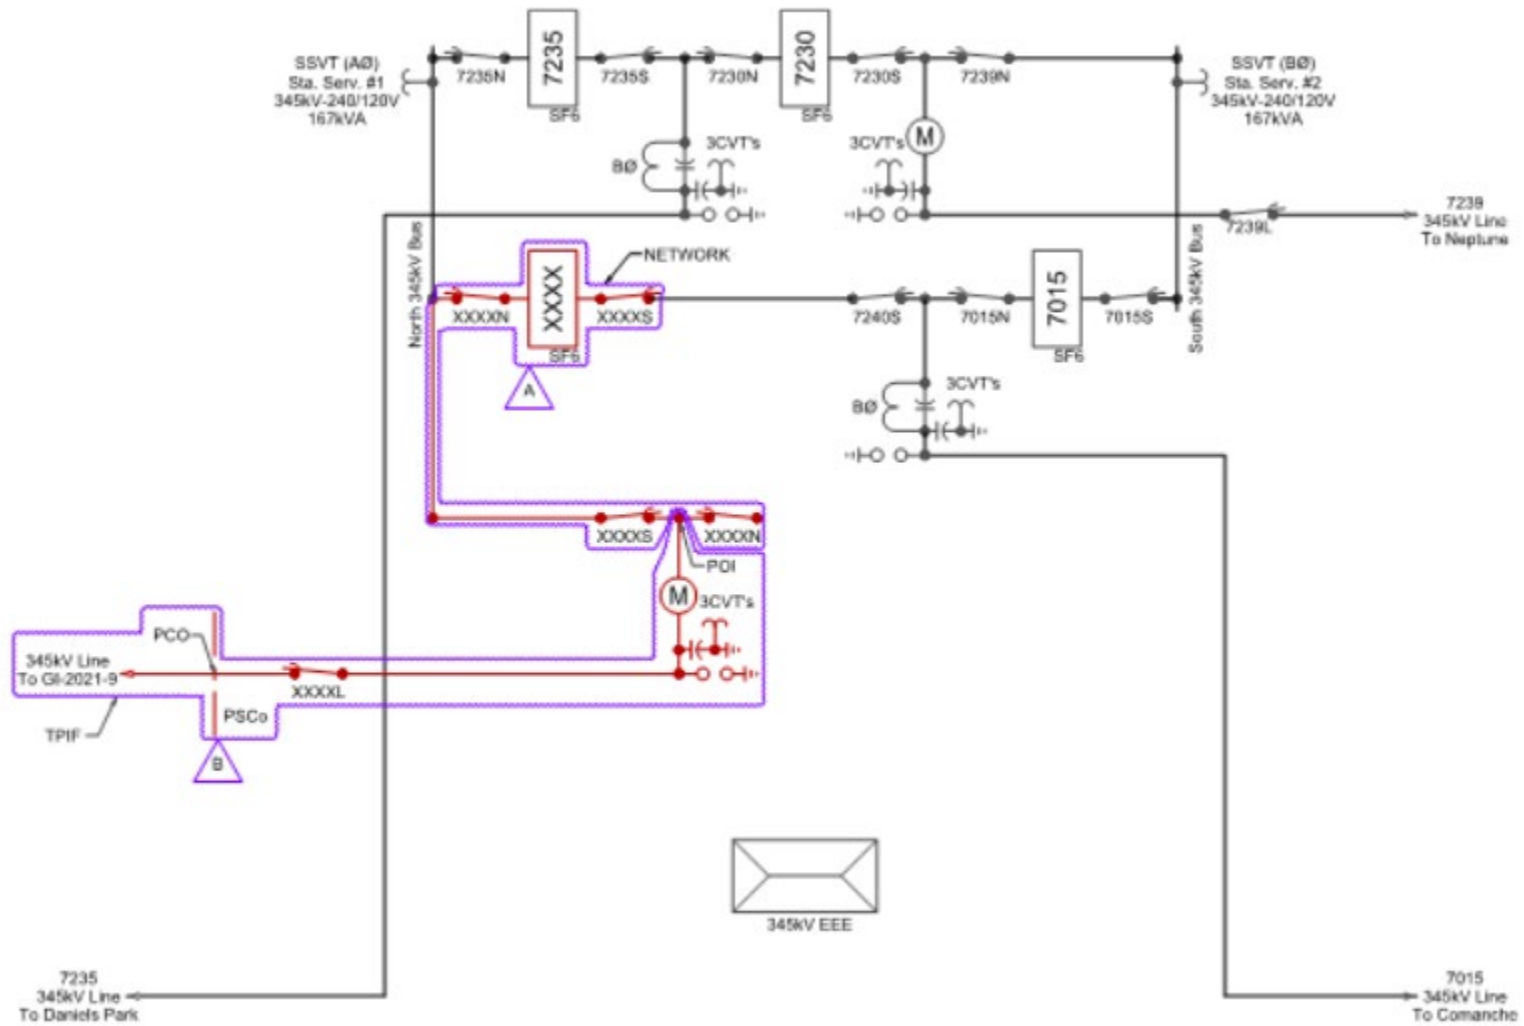 7235
7230
SSVT (AØ)
Sta. Serv. #1
345kV-240/120V
167kVA
7235N
7235S
7230N
7230S
7239N
SSVT (BØ)
Sta. Serv. #2
345kV-240/120V
167kVA
SF6
SF6
BØ
3CVT's
3CVT's
M
7239
345kV Line
To Neptune
7239L
North 345kV Bus
South 345kV Bus
NETWORK
XXXX
XXXXN
XXXXS
SF6
7240S
7015N
7015
7015S
SF6
A
BØ
3CVT's
XXXXS
XXXXN
POI
M
3CVT's
PCO
345kV Line
To GI-2021-9
XXXXL
PSCo
TPIF
B
345kV EEE
7235
345kV Line
To Daniels Park
7015
345kV Line
To Comanche